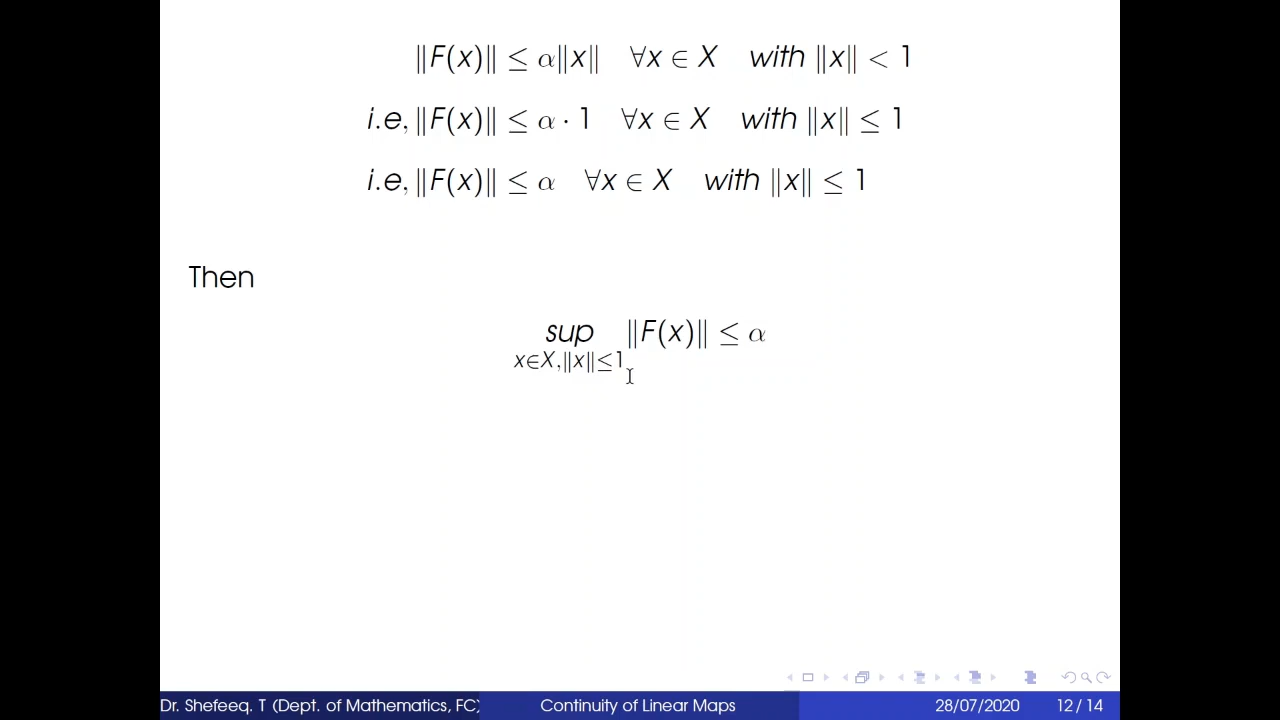 ‖F(x)‖ ≤ α‖x‖ ∀x ∈ X with ‖x‖ < 1
i.e, ‖F(x)‖ ≤ α · 1 ∀x ∈ X with ‖x‖ ≤ 1
i.e, ‖F(x)‖ ≤ α ∀x ∈ X with ‖x‖ ≤ 1
Then
sup ‖F(x)‖ ≤ α
x∈X,‖x‖≤1
Dr. Shefeeq. T (Dept. of Mathematics, FC) Continuity of Linear Maps 28/07/2020 12 / 14